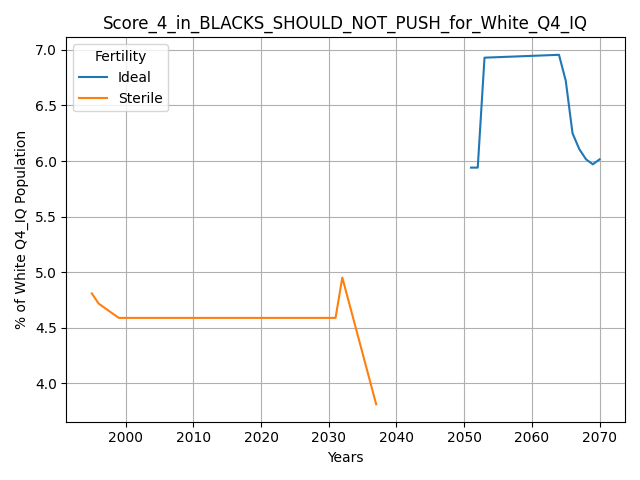 Score_4_in_BLACKS_SHOULD_NOT_PUSH_for_White_Q4_IQ
Fertility
Ideal
Sterile
% of White Q4_IQ Population
7.0
6.5
6.0
5.5
5.0
4.5
4.0
2000 2010 2020 2030 2040 2050 2060 2070
Years